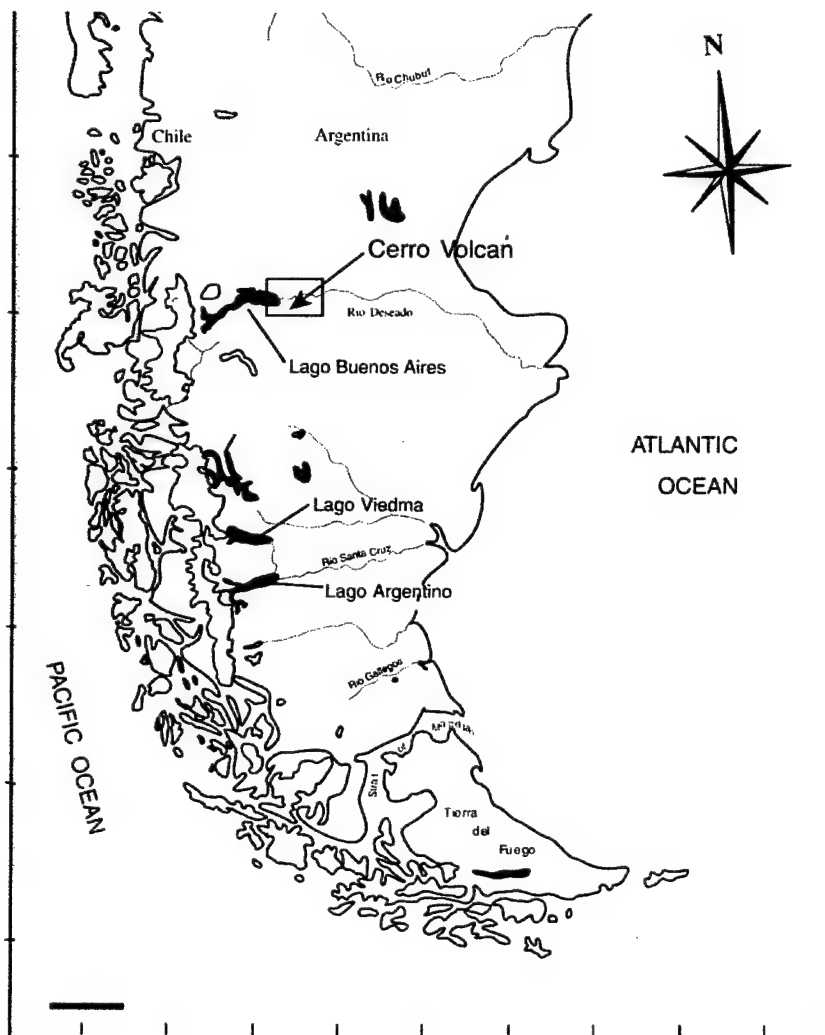 N
Rio Chubut
Chile
Argentina
Cerro Volcan
Rio Deseado
Lago Buenos Aires
ATLANTIC
OCEAN
Lago Viedma
Rio Santa Cruz
Lago Argentino
Rio Gallegos
PACIFIC OCEAN
of
Tierra
del
Fuego